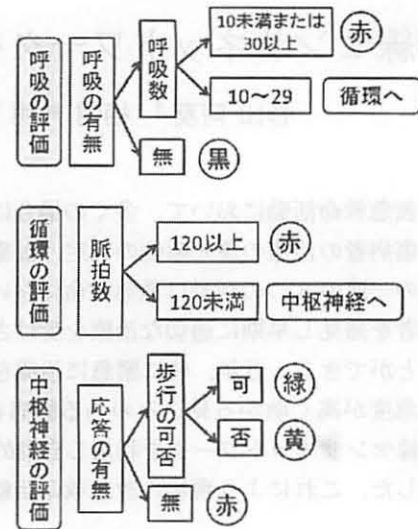 呼吸の評価
呼吸の有無
呼吸数
10未満または
30以上
赤
10〜29
循環へ
無
黒
循環の評価
脈拍数
120以上
赤
120未満
中枢神経へ
中枢神経の評価
応答の有無
歩行の可否
可
緑
否
黄
無
赤